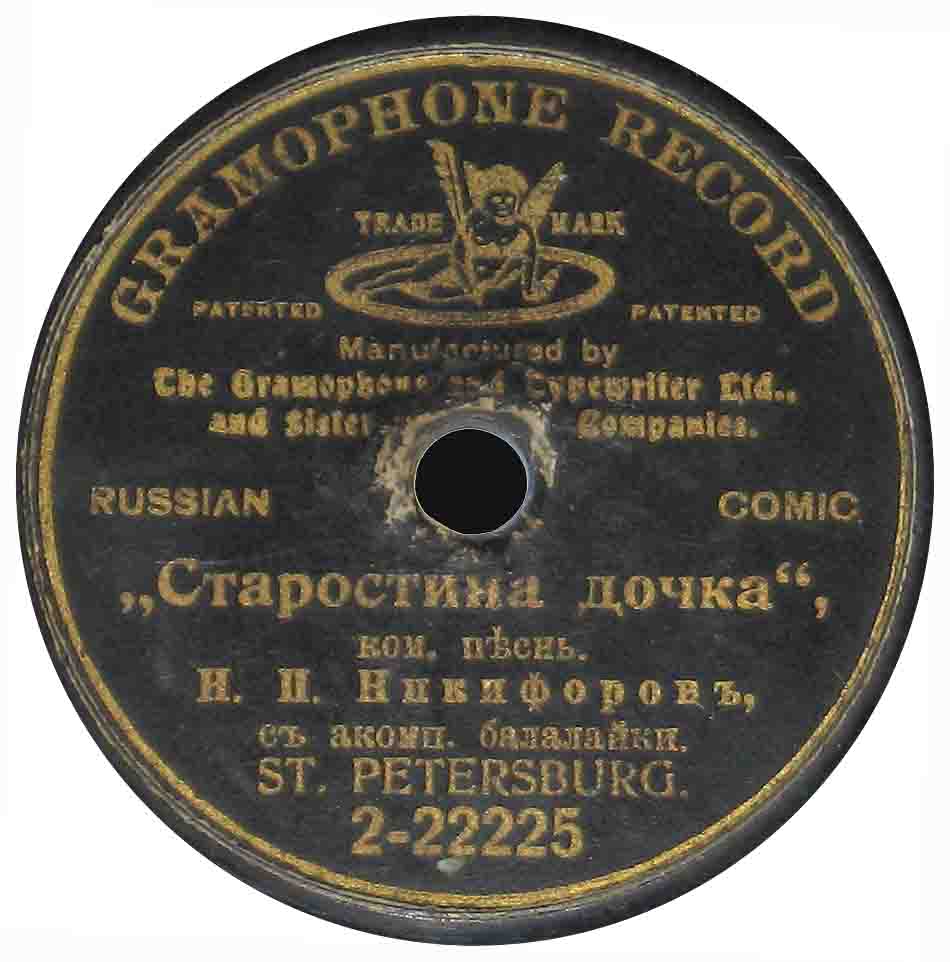 GRAMOPHONE RECORD
TRADE MARK
PATENTED PATENTED
Manufactured by
The Gramophone and Typewriter Ltd.,
and Sister Companies.
RUSSIAN COMIC
„Старостина дочка“,
ком. пѣснь.
Н. П. Никифоровъ,
съ акомп. балалайки.
ST. PETERSBURG.
2-22225